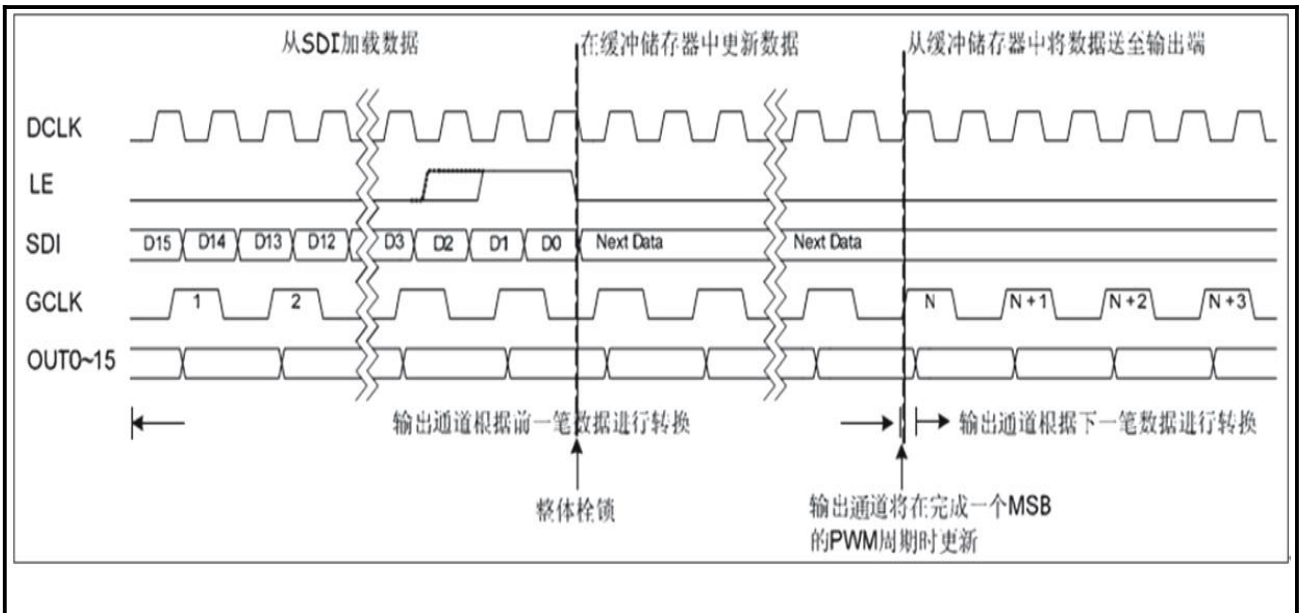 从SDI加载数据
在缓冲储存器中更新数据
从缓冲储存器中将数据送至输出端
DCLK
LE
SDI D15 D14 D13 D12 D3 D2 D1 D0 Next Data Next Data
GCLK 1 2 N N+1 N+2 N+3
OUT0~15
输出通道根据前一笔数据进行转换
输出通道根据下一笔数据进行转换
整体栓锁
输出通道将在完成一个MSB
的PWM周期时更新